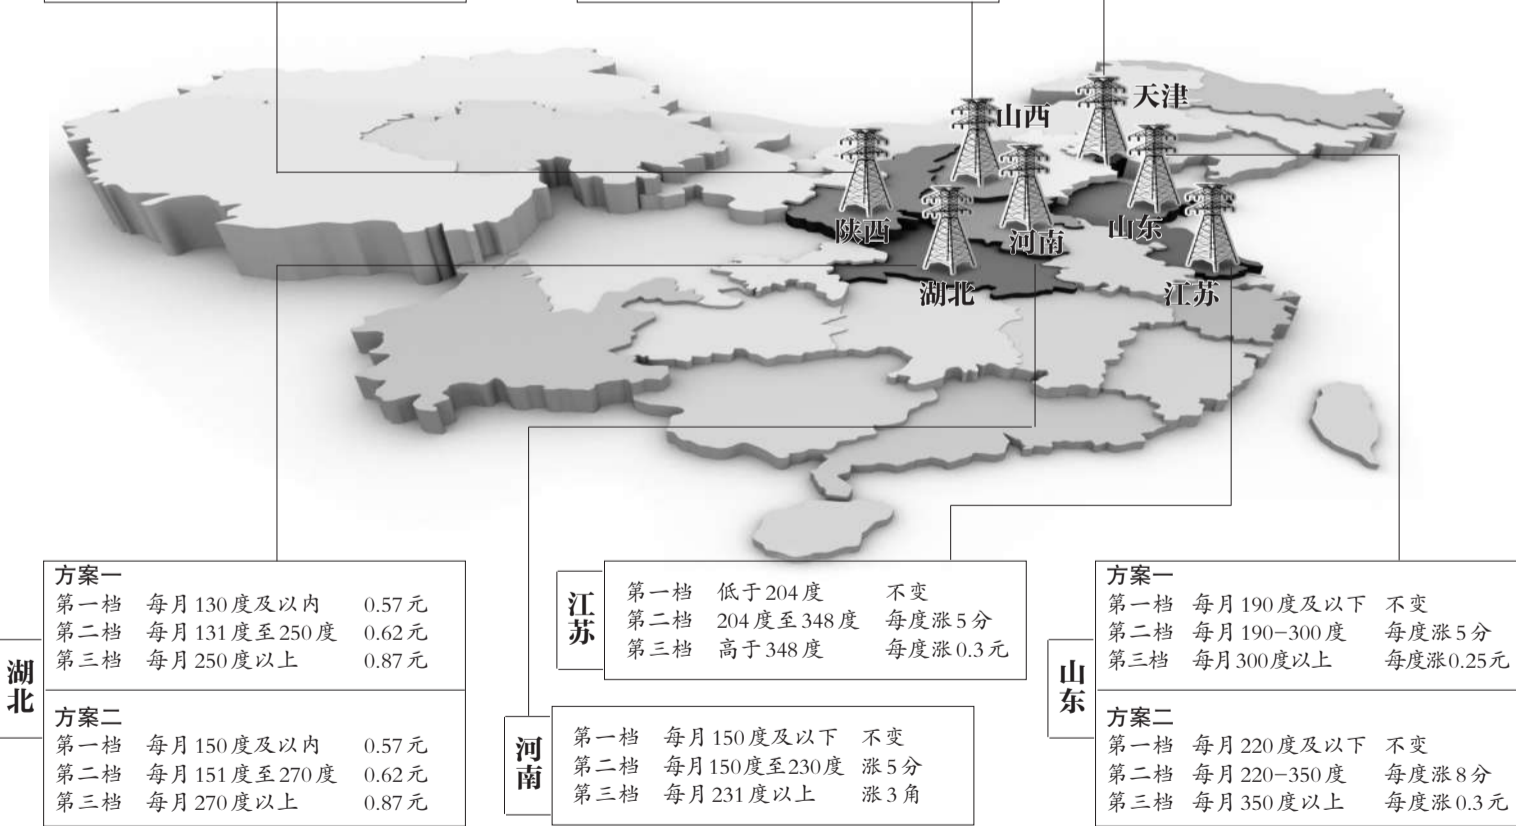 天津
山西
陕西
河南
山东
湖北
江苏
湖北
方案一
第一档 每月130度及以内 0.57元
第二档 每月131度至250度 0.62元
第三档 每月250度以上 0.87元
方案二
第一档 每月150度及以内 0.57元
第二档 每月151度至270度 0.62元
第三档 每月270度以上 0.87元
江苏
第一档 低于204度 不变
第二档 204度至348度 每度涨5分
第三档 高于348度 每度涨0.3元
河南
第一档 每月150度及以下 不变
第二档 每月150度至230度 涨5分
第三档 每月231度以上 涨3角
山东
方案一
第一档 每月190度及以下 不变
第二档 每月190-300度 每度涨5分
第三档 每月300度以上 每度涨0.25元
方案二
第一档 每月220度及以下 不变
第二档 每月220-350度 每度涨8分
第三档 每月350度以上 每度涨0.3元